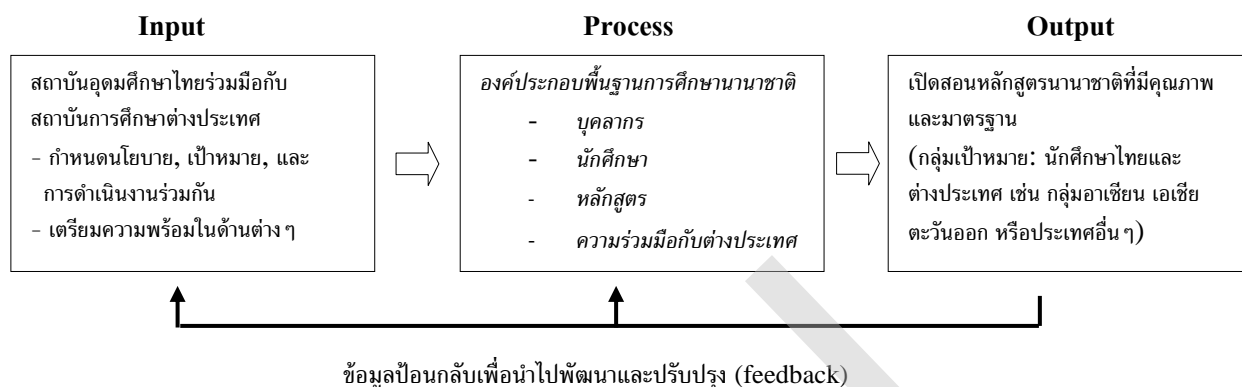 Input
Process
Output
สถาบันอุดมศึกษาไทยร่วมมือกับ
สถาบันการศึกษาต่างประเทศ
- กำหนดนโยบาย, เป้าหมาย, และ
การดำเนินงานร่วมกัน
- เตรียมความพร้อมในด้านต่างๆ
องค์ประกอบพื้นฐานการศึกษานานาชาติ
- บุคลากร
- นักศึกษา
- หลักสูตร
- ความร่วมมือกับต่างประเทศ
เปิดสอนหลักสูตรนานาชาติที่มีคุณภาพ
และมาตรฐาน
(กลุ่มเป้าหมาย: นักศึกษาไทยและ
ต่างประเทศ เช่น กลุ่มอาเซียน เอเชีย
ตะวันออก หรือประเทศอื่นๆ)
ข้อมูลป้อนกลับเพื่อนำไปพัฒนาและปรับปรุง (feedback)